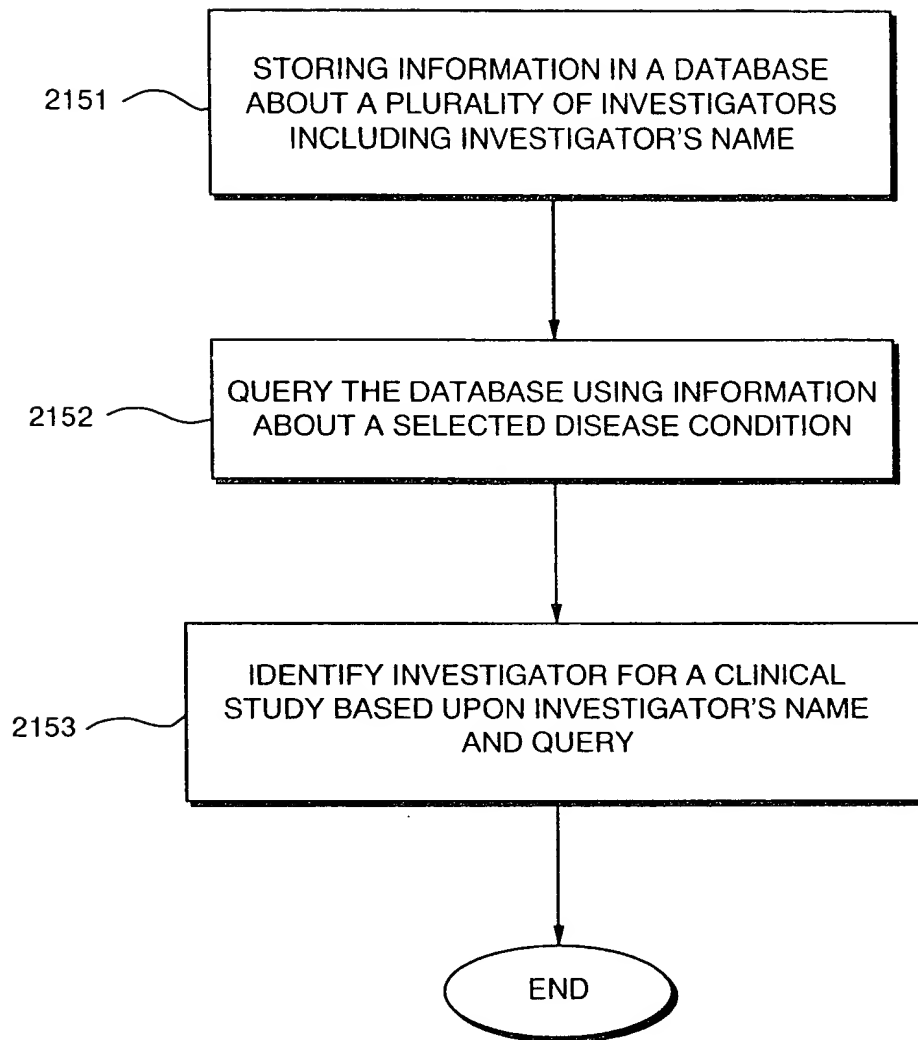 STORING INFORMATION IN A DATABASE
ABOUT A PLURALITY OF INVESTIGATORS
INCLUDING INVESTIGATOR'S NAME
2151
QUERY THE DATABASE USING INFORMATION
ABOUT A SELECTED DISEASE CONDITION
2152
IDENTIFY INVESTIGATOR FOR A CLINICAL
STUDY BASED UPON INVESTIGATOR'S NAME
AND QUERY
2153
END